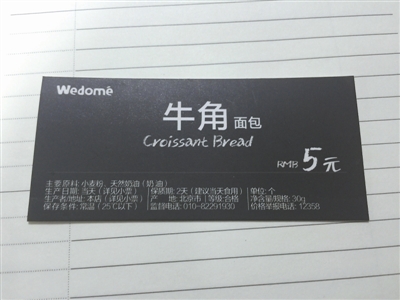 Wedomé
牛角 面包
Croissant Bread
RMB 5元
主要原料:小麦粉、天然奶油(奶油)
生产日期:当天(详见小票) 保质期:2天(建议当天食用) 单位:个
生产者/地址:本店(详见小票) 产 地:北京市 等级:合格 净含量/规格:30g
保存条件:常温(25℃以下) 监督电话:010-82291930 价格举报电话:12358